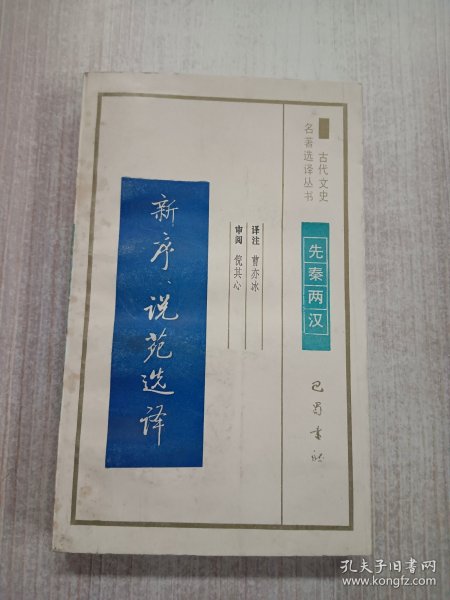 古代文史
名著选译丛书
先秦两汉
巴蜀书社
译注 曹亦冰
审阅 倪其心
新序、说苑选译
孔夫子旧书网
www.kongfz.com